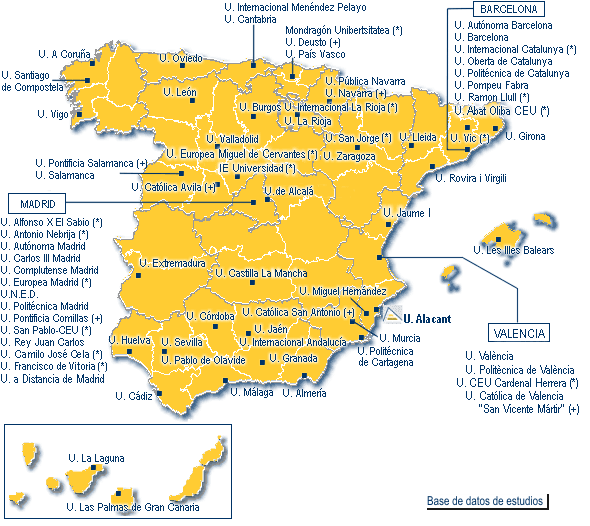 U. Internacional Menéndez Pelayo
U. Cantabria
Mondragón Unibertsitatea (*)
U. Deusto (+)
U. País Vasco
U. A Coruña
U. Oviedo
U. Santiago
de Compostela
U. Vigo
U. León
U. Burgos
U. Pública Navarra
U. Navarra (+)
U. Internacional La Rioja (*)
U. La Rioja
U. Valladolid
U. Europea Miguel de Cervantes (*)
U. San Jorge (*)
U. Zaragoza
U. Lleida
U. Pontificia Salamanca (+)
U. Salamanca
IE Universidad (*)
U. Católica Avila (+)
U. de Alcalá
BARCELONA
U. Autónoma Barcelona
U. Barcelona
U. Internacional Catalunya (*)
U. Oberta de Catalunya
U. Politécnica de Catalunya
U. Pompeu Fabra
U. Ramon Llull (*)
U. Abat Oliba CEU (*)
U. Vic (*)
U. Girona
U. Rovira i Virgili
U. Jaume I
U. Les Illes Balears
MADRID
U. Alfonso X El Sabio (*)
U. Antonio Nebrija (*)
U. Autónoma Madrid
U. Carlos III Madrid
U. Complutense Madrid
U. Europea Madrid (*)
U.N.E.D.
U. Politécnica Madrid
U. Pontificia Comillas (+)
U. San Pablo-CEU (*)
U. Rey Juan Carlos
U. Camilo José Cela (*)
U. Francisco de Vitoria (*)
U. a Distancia de Madrid
U. Extremadura
U. Castilla La Mancha
U. Miguel Hernández
U. Católica San Antonio (+)
U. Alacant
U. Murcia
U. Politécnica
de Cartagena
U. Córdoba
U. Jaén
U. Internacional Andalucía
U. Huelva
U. Sevilla
U. Pablo de Olavide
U. Granada
U. Cádiz
U. Málaga
U. Almería
VALENCIA
U. València
U. Politècnica de València
U. CEU Cardenal Herrera (*)
U. Católica de Valencia
"San Vicente Mártir" (+)
U. La Laguna
U. Las Palmas de Gran Canaria
Base de datos de estudios